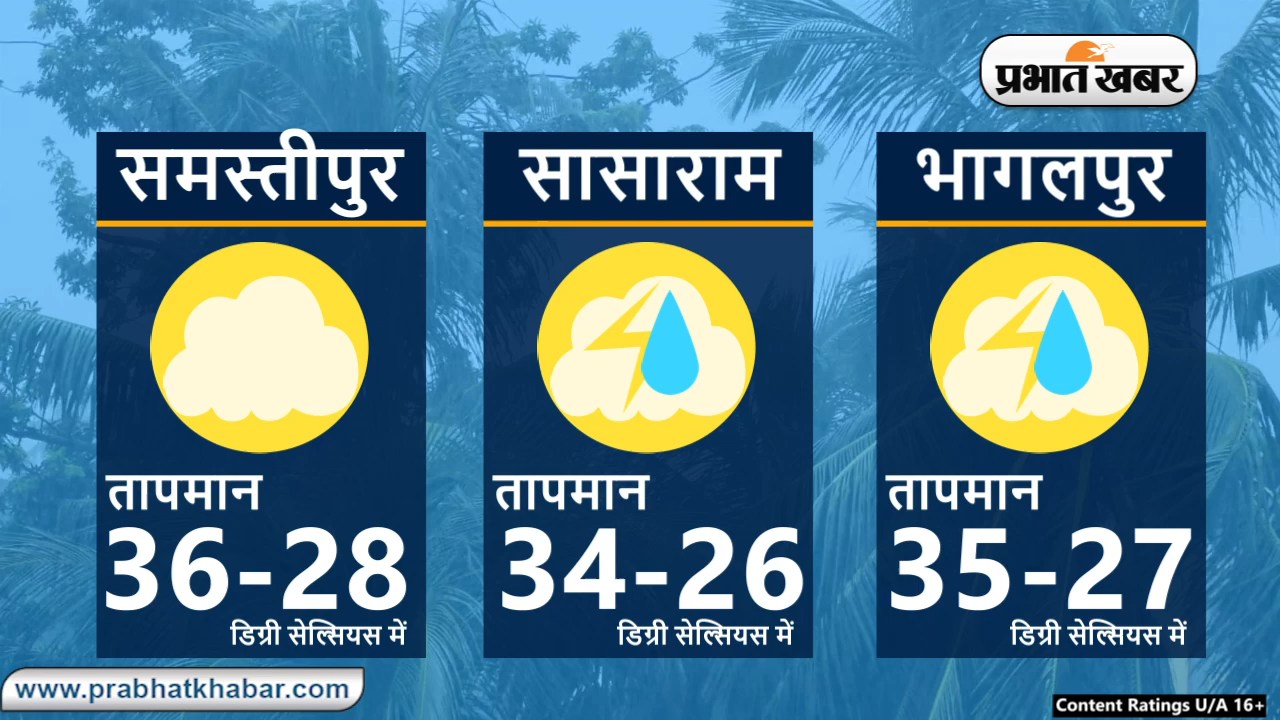 प्रभात खबर
समस्तीपुर
तापमान
36-28
डिग्री सेल्सियस में
सासाराम
तापमान
34-26
डिग्री सेल्सियस में
भागलपुर
तापमान
35-27
डिग्री सेल्सियस में
www.prabhatkhabar.com
Content Ratings U/A 16+